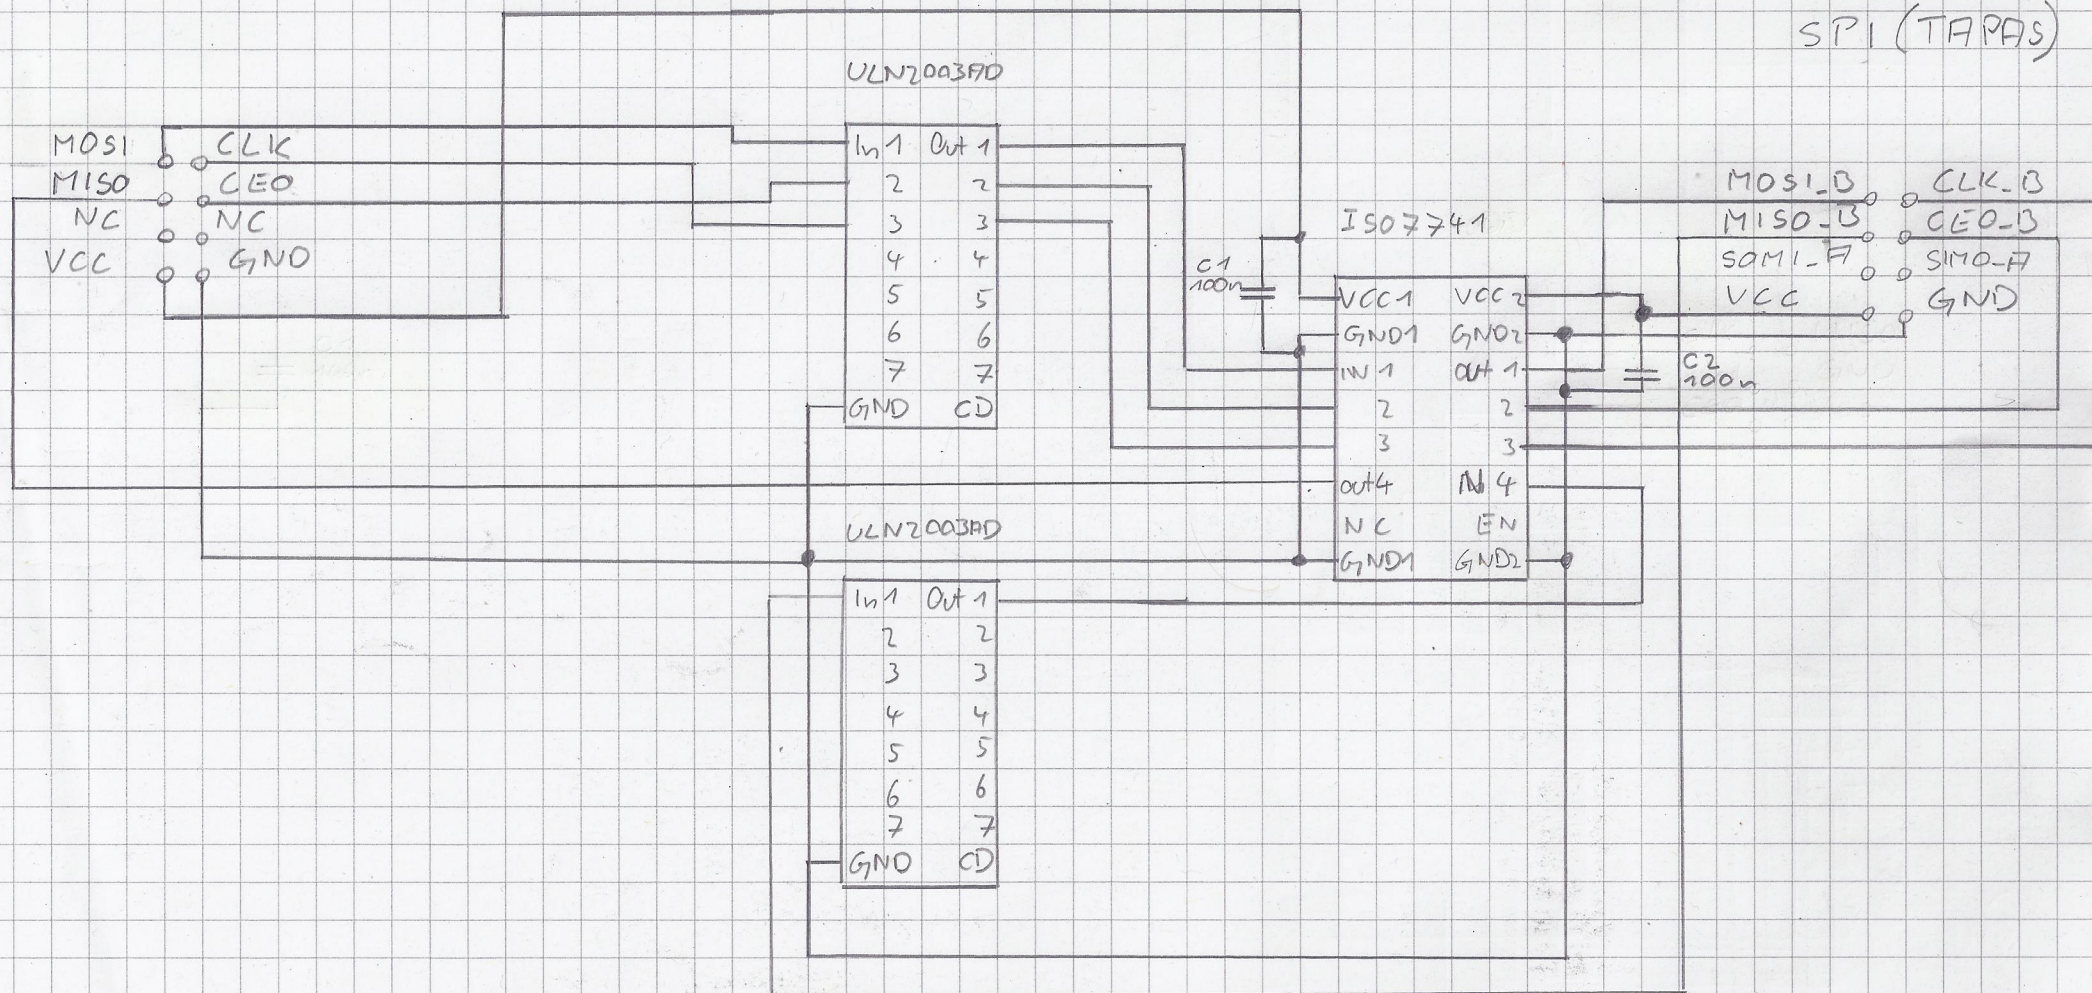 SPI (TAPAS)
ULN2003AD
MOSI CLK
MISO CE0
NC NC
VCC GND
In 1 Out 1
2 2
3 3
4 4
5 5
6 6
7 7
GND CD
C1
100n
ISO7741
VCC1 VCC2
GND1 GND2
IN 1 Out 1
2 2
3 3
out4 IN 4
NC EN
GND1 GND2
MOSI_B CLK_B
MISO_B CE0_B
SOMI_A SIMO_A
VCC GND
C2
100n
ULN2003AD
In 1 Out 1
2 2
3 3
4 4
5 5
6 6
7 7
GND CD